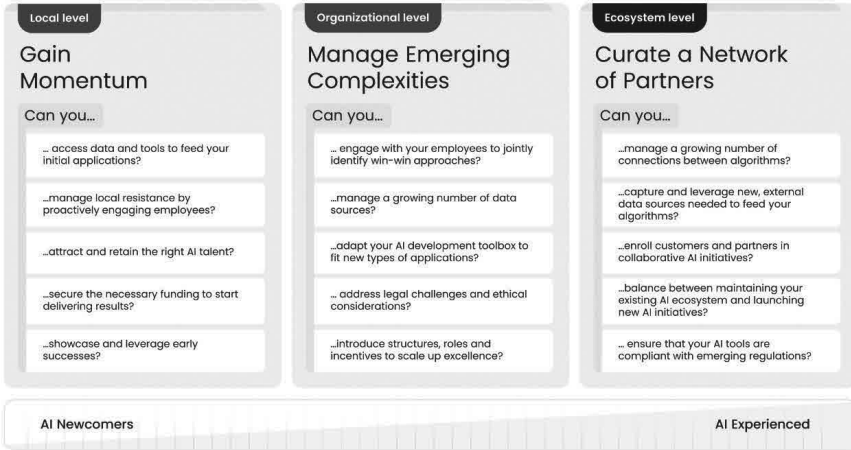 Local level
Gain
Momentum
Can you...
... access data and tools to feed your
initial applications?
...manage local resistance by
proactively engaging employees?
...attract and retain the right AI talent?
...secure the necessary funding to start
delivering results?
...showcase and leverage early
successes?
Organizational level
Manage Emerging
Complexities
Can you...
... engage with your employees to jointly
identify win-win approaches?
...manage a growing number of data
sources?
...adapt your AI development toolbox to
fit new types of applications?
... address legal challenges and ethical
considerations?
...introduce structures, roles and
incentives to scale up excellence?
Ecosystem level
Curate a Network
of Partners
Can you...
...manage a growing number of
connections between algorithms?
...capture and leverage new, external
data sources needed to feed your
algorithms?
...enroll customers and partners in
collaborative AI initiatives?
...balance between maintaining your
existing AI ecosystem and launching
new AI initiatives?
... ensure that your AI tools are
compliant with emerging regulations?
AI Newcomers
AI Experienced